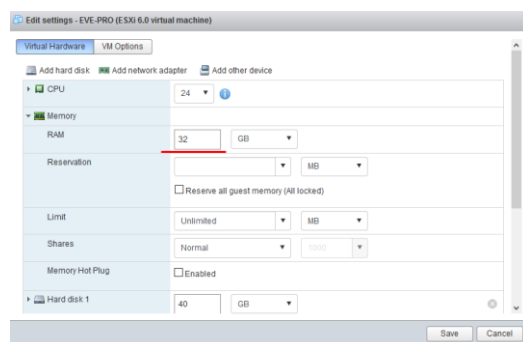 Edit settings - EVE-PRO (ESXi 6.0 virtual machine)
Virtual Hardware VM Options
Add hard disk Add network adapter Add other device
CPU 24
Memory
RAM 32 GB
Reservation MB
Reserve all guest memory (All locked)
Limit Unlimited MB
Shares Normal 1000
Memory Hot Plug Enabled
Hard disk 1 40 GB
Save Cancel